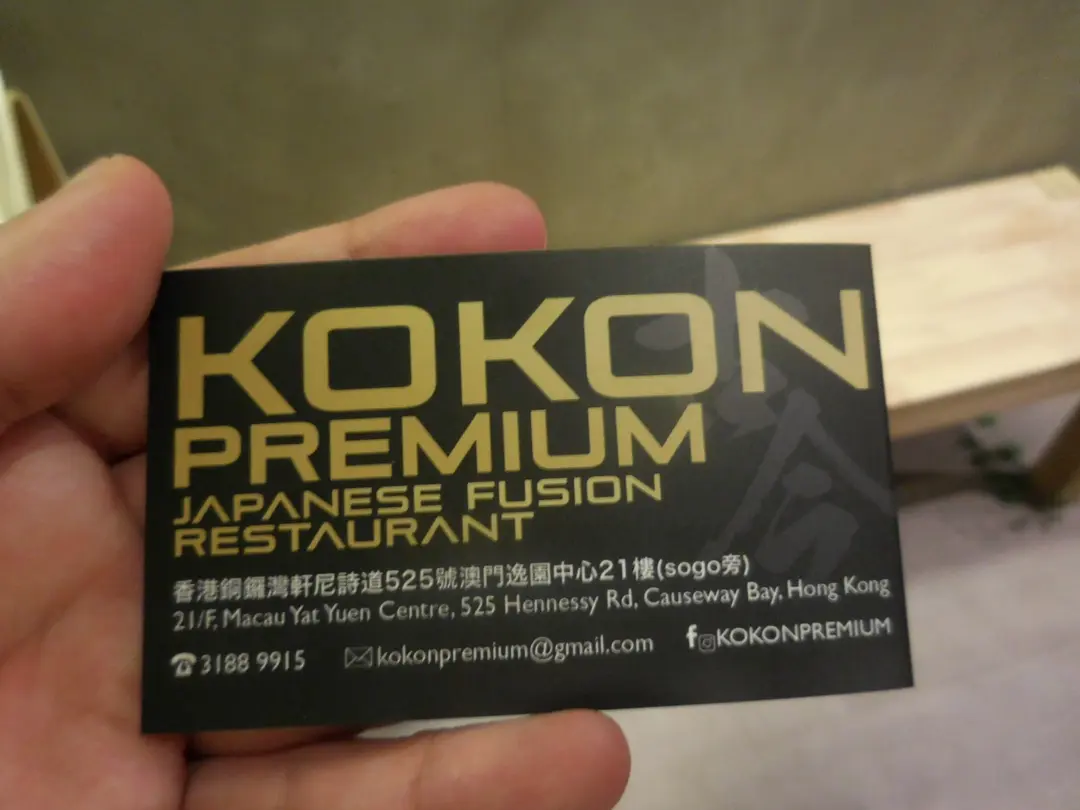 KOKON
PREMIUM
JAPANESE FUSION
RESTAURANT
香港銅鑼灣軒尼詩道525號澳門逸園中心21樓(sogo旁)
21/F, Macau Yat Yuen Centre, 525 Hennessy Rd, Causeway Bay, Hong Kong
3188 9915 kokonpremium@gmail.com KOKONPREMIUM